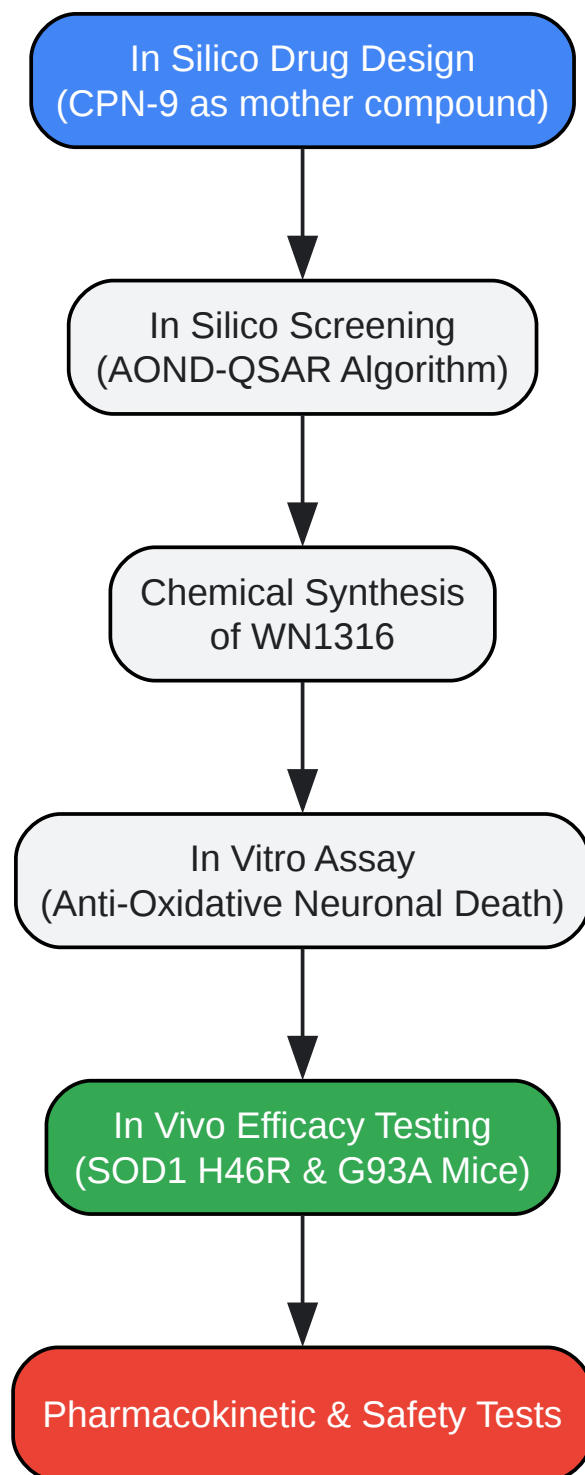 In Silico Drug Design
(CPN-9 as mother compound)
In Silico Screening
(AOND-QSAR Algorithm)
Chemical Synthesis
of WN1316
In Vitro Assay
(Anti-Oxidative Neuronal Death)
In Vivo Efficacy Testing
(SOD1 H46R & G93A Mice)
Pharmacokinetic & Safety Tests